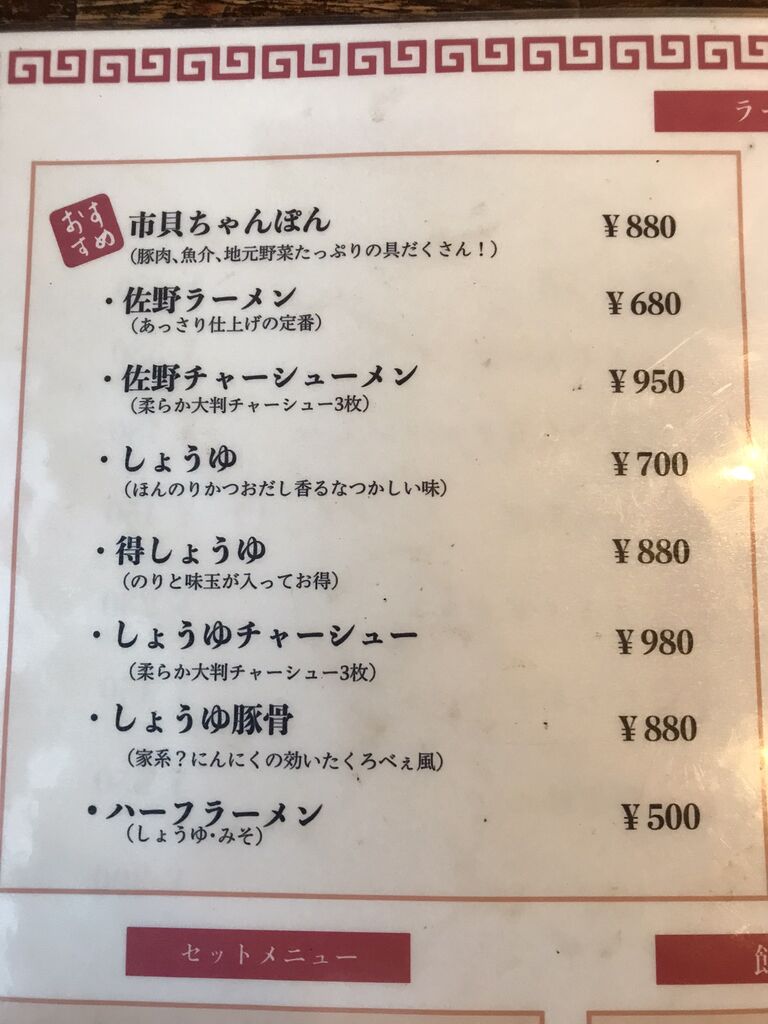 ラー
おすすめ
市貝ちゃんぽん ¥880
(豚肉、魚介、地元野菜たっぷりの具だくさん！)
・佐野ラーメン ¥680
(あっさり仕上げの定番)
・佐野チャーシューメン ¥950
(柔らか大判チャーシュー3枚)
・しょうゆ ¥700
(ほんのりかつおだし香るなつかしい味)
・得しょうゆ ¥880
(のりと味玉が入ってお得)
・しょうゆチャーシュー ¥980
(柔らか大判チャーシュー3枚)
・しょうゆ豚骨 ¥880
(家系？にんにくの効いたくろべぇ風)
・ハーフラーメン ¥500
(しょうゆ・みそ)
セットメニュー